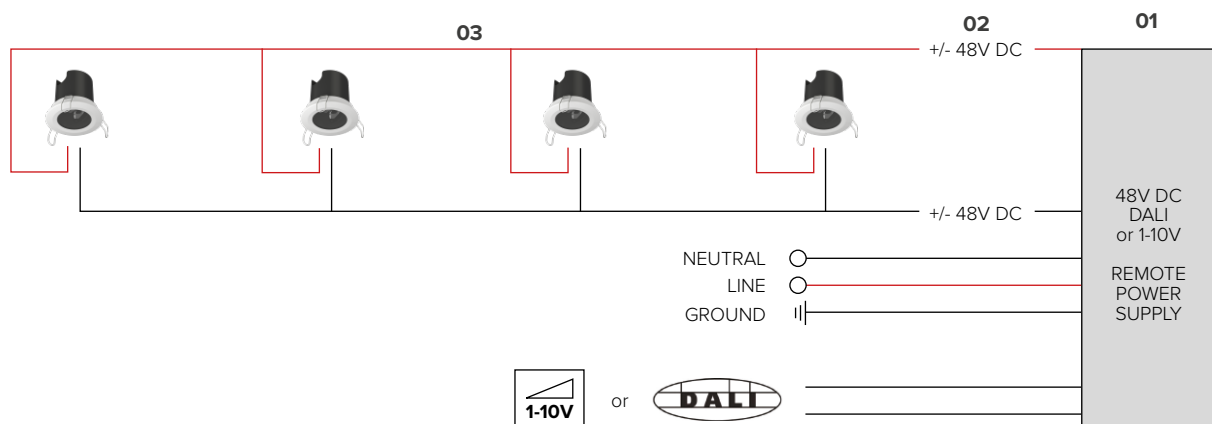 03
02
01
+/- 48V DC
+/- 48V DC
48V DC
DALI
or 1-10V
REMOTE
POWER
SUPPLY
NEUTRAL
LINE
GROUND
1-10V
or
DALI